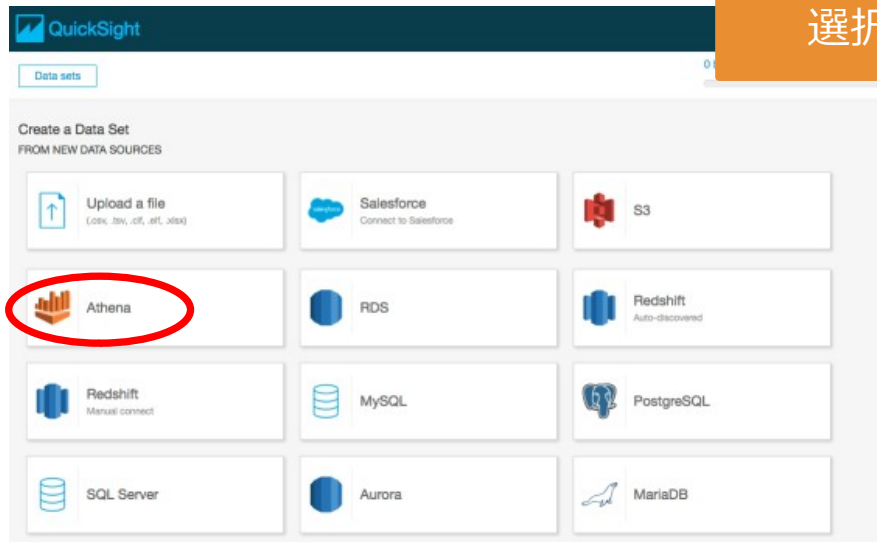 選択
QuickSight
Data sets
0
Create a Data Set
FROM NEW DATA SOURCES
Upload a file
(.csv, .tsv, .clf, .elf, .xlsx)
Salesforce
Connect to Salesforce
S3
Athena
RDS
Redshift
Auto-discovered
Redshift
Manual connect
MySQL
PostgreSQL
SQL Server
Aurora
MariaDB